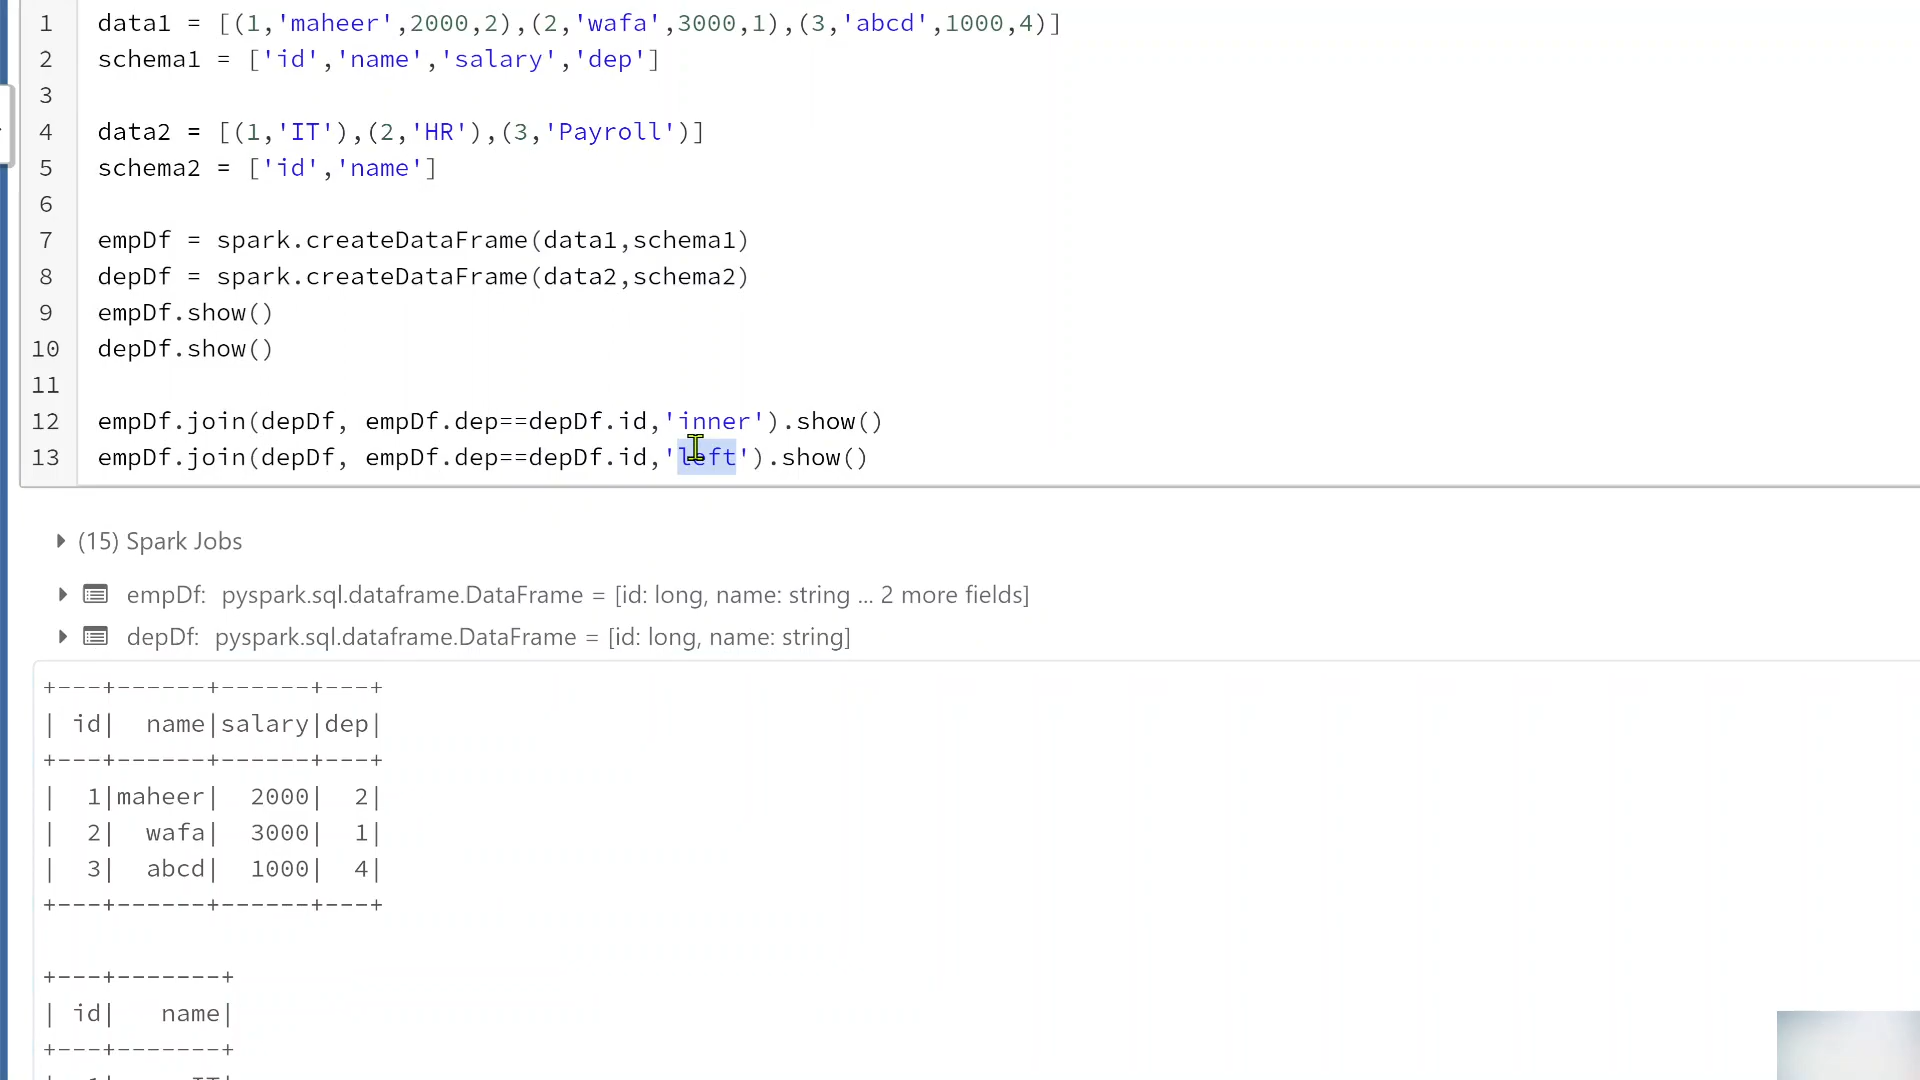 1 data1 = [(1,'maheer',2000,2),(2,'wafa',3000,1),(3,'abcd',1000,4)]
2 schema1 = ['id','name','salary','dep']
3
4 data2 = [(1,'IT'),(2,'HR'),(3,'Payroll')]
5 schema2 = ['id','name']
6
7 empDf = spark.createDataFrame(data1,schema1)
8 depDf = spark.createDataFrame(data2,schema2)
9 empDf.show()
10 depDf.show()
11
12 empDf.join(depDf, empDf.dep==depDf.id,'inner').show()
13 empDf.join(depDf, empDf.dep==depDf.id,'left').show()
(15) Spark Jobs
empDf: pyspark.sql.dataframe.DataFrame = [id: long, name: string ... 2 more fields]
depDf: pyspark.sql.dataframe.DataFrame = [id: long, name: string]
+---+------+------+---+
| id|  name|salary|dep|
+---+------+------+---+
|  1|maheer|  2000|  2|
|  2|  wafa|  3000|  1|
|  3|  abcd|  1000|  4|
+---+------+------+---+
+---+-------+
| id|   name|
+---+-------+